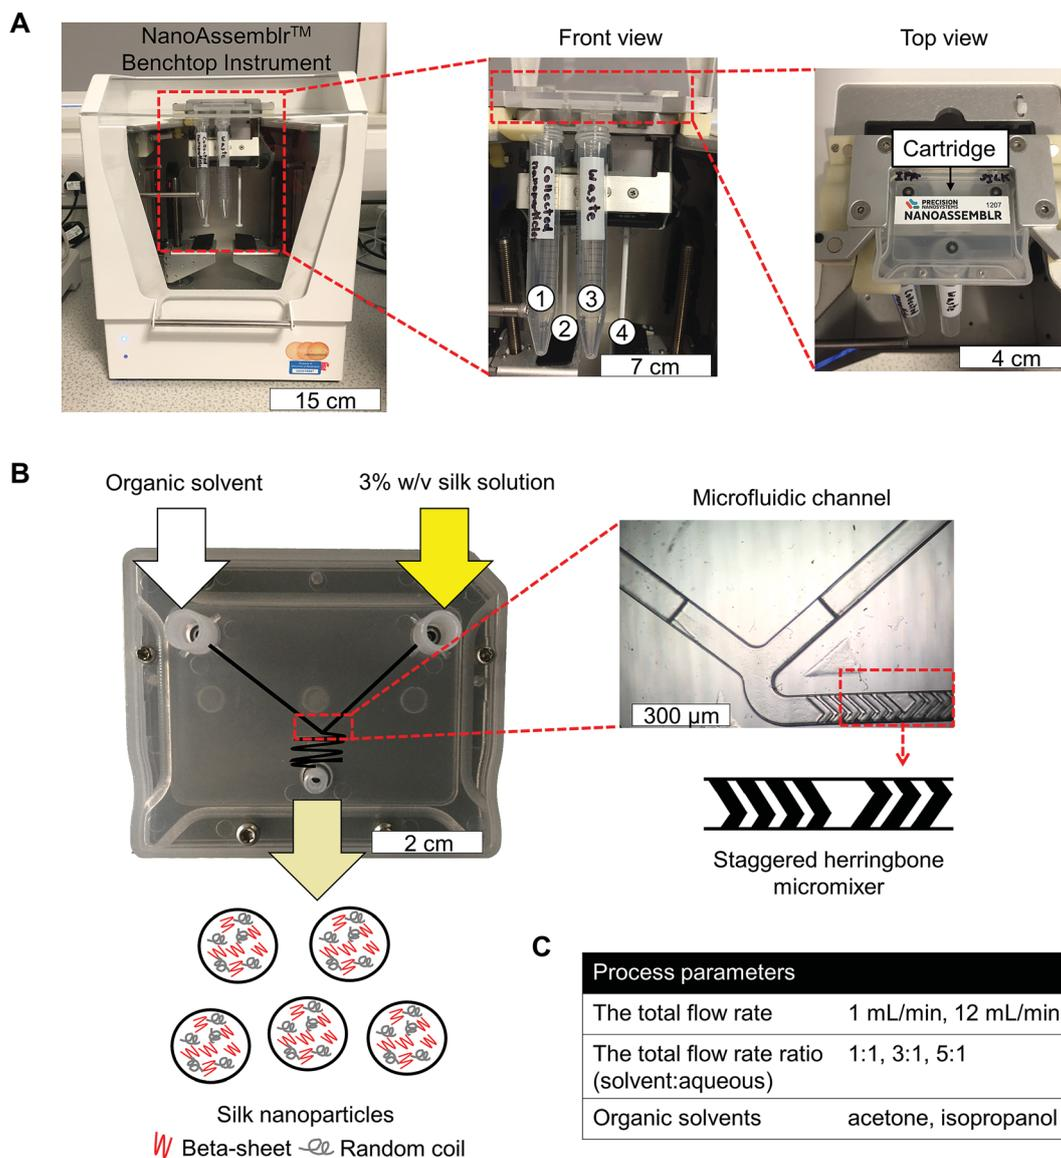 A
NanoAssemblr™
Benchtop Instrument
15 cm
Front view
Collected
nanoparticles
Waste
1
3
2
4
7 cm
Top view
Cartridge
IPA
SILK
PRECISION
NANOSYSTEMS
1207
NANOASSEMBLR
Waste
4 cm
B
Organic solvent
3% w/v silk solution
2 cm
Microfluidic channel
300 µm
Staggered herringbone
micromixer
Silk nanoparticles
Beta-sheet
Random coil
C
Process parameters
The total flow rate
1 mL/min, 12 mL/min
The total flow rate ratio
(solvent:aqueous)
1:1, 3:1, 5:1
Organic solvents
acetone, isopropanol